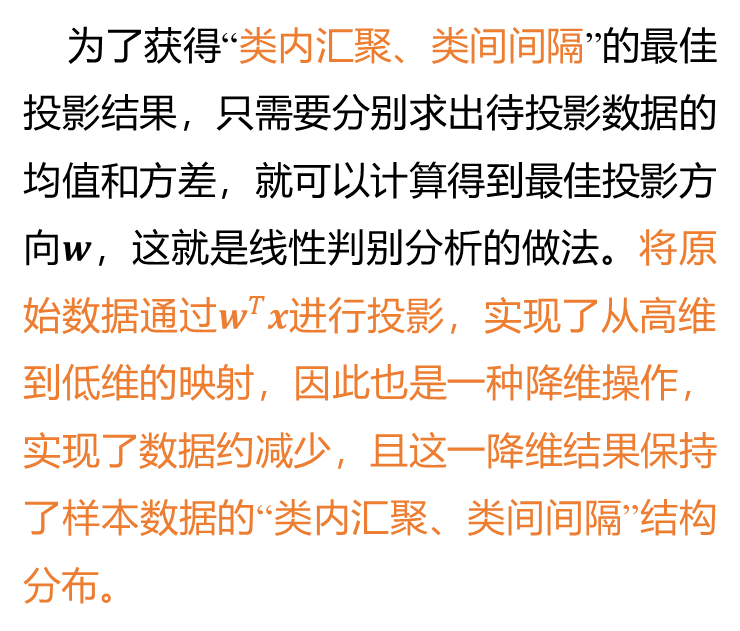 为了获得“类内汇聚、类间间隔”的最佳
投影结果，只需要分别求出待投影数据的
均值和方差，就可以计算得到最佳投影方
向w，这就是线性判别分析的做法。将原
始数据通过wᵀx进行投影，实现了从高维
到低维的映射，因此也是一种降维操作，
实现了数据约减少，且这一降维结果保持
了样本数据的“类内汇聚、类间间隔”结构
分布。